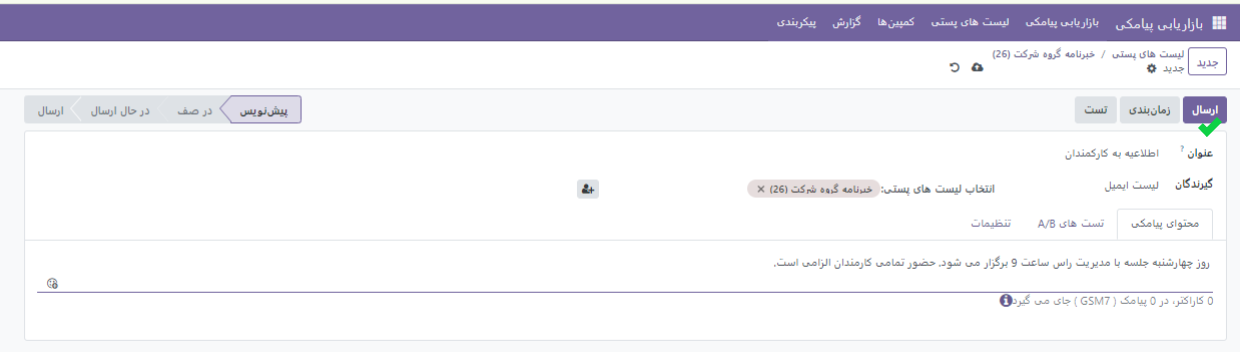 بازاریابی پیامکی بازاریابی پیامکی لیست های پستی کمپین‌ها گزارش پیکربندی
جدید لیست های پستی / خبرنامه گروه شرکت (26)
جدید
ارسال زمان‌بندی تست پیش‌نویس در صف در حال ارسال ارسال
عنوان ? اطلاعیه به کارکمندان
گیرندگان لیست ایمیل انتخاب لیست های پستی: خبرنامه گروه شرکت (26) ×
محتوای پیامکی تست های A/B تنظیمات
روز چهارشنبه جلسه با مدیریت راس ساعت 9 برگزار می شود. حضور تمامی کارمندان الزامی است.
0 کاراکتر، در 0 پیامک ( GSM7 ) جای می گیرد